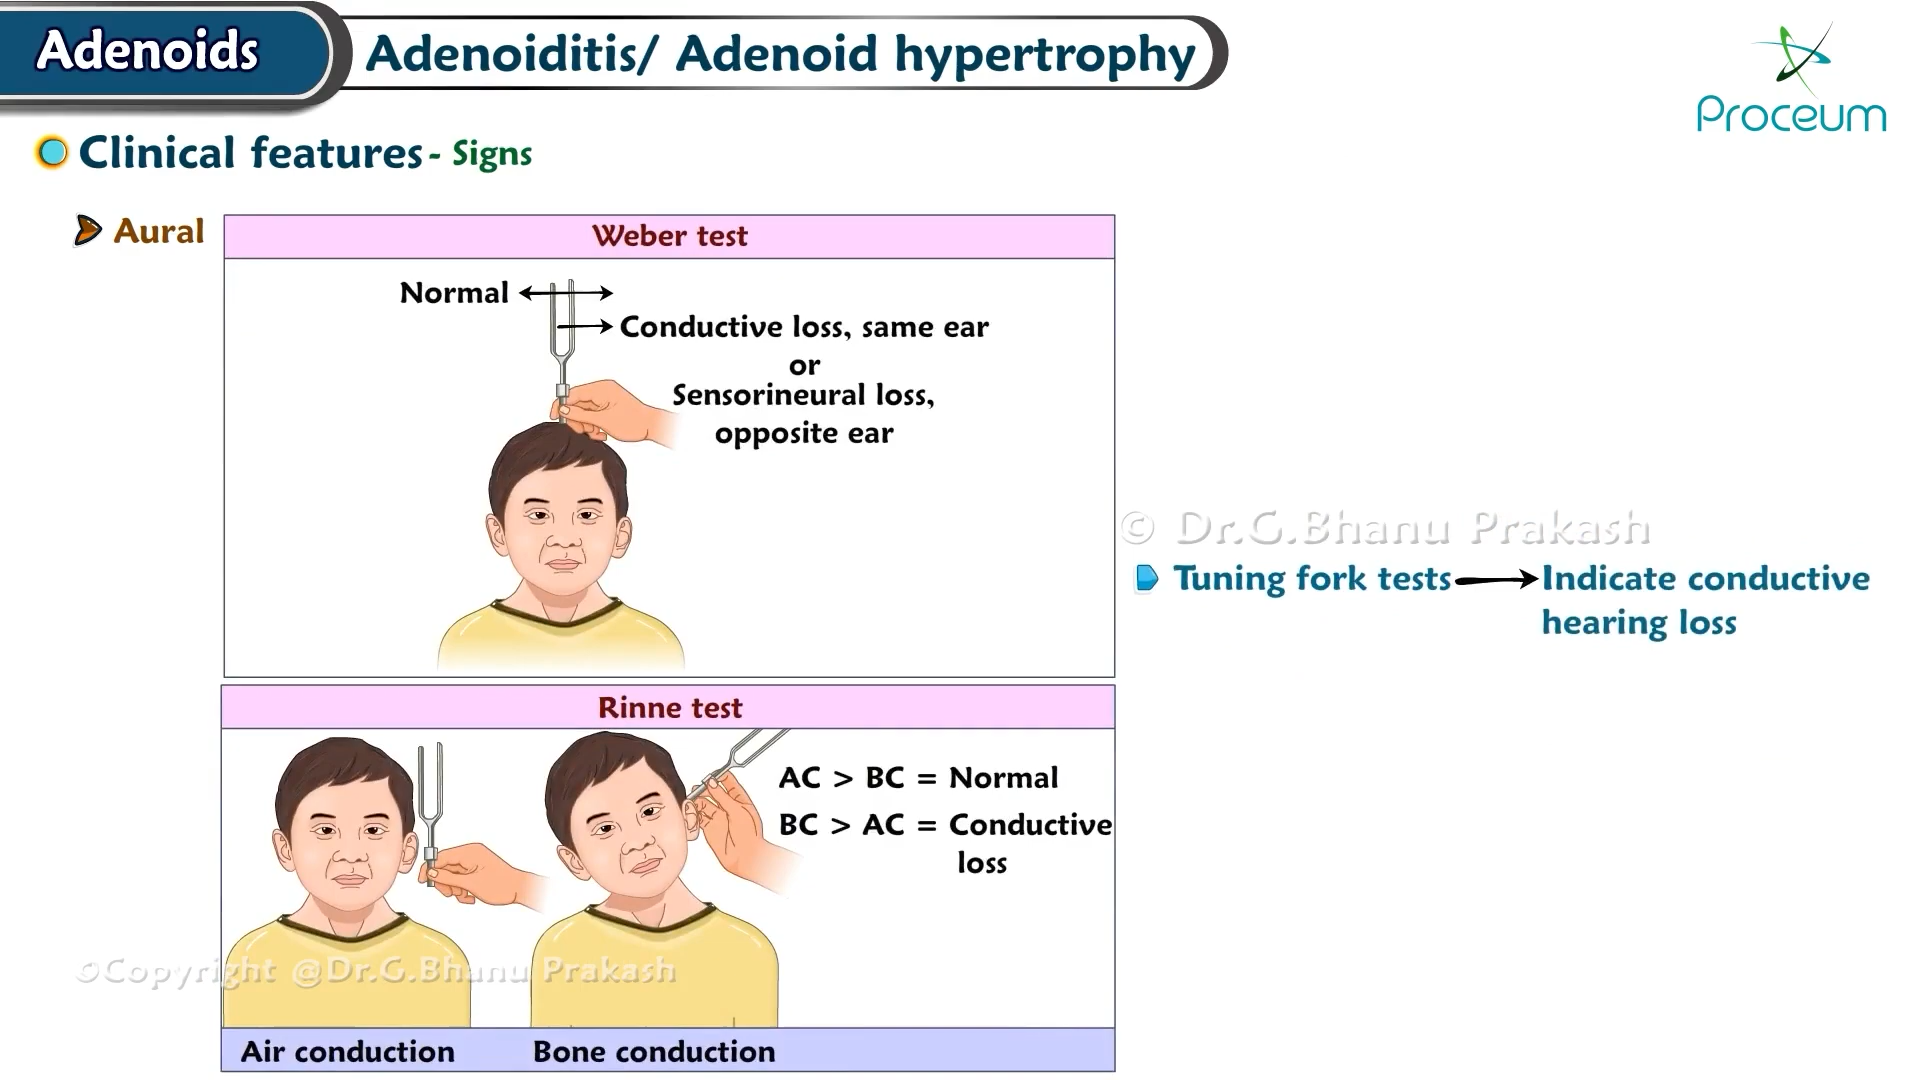 Adenoids
Adenoiditis/ Adenoid hypertrophy
Proceum
Clinical features - Signs
Aural
Weber test
Normal
Conductive loss, same ear
or
Sensorineural loss,
opposite ear
© Dr.G.Bhanu Prakash
Tuning fork tests
Indicate conductive
hearing loss
Rinne test
AC > BC = Normal
BC > AC = Conductive
loss
©Copyright @Dr.G.Bhanu Prakash
Air conduction
Bone conduction